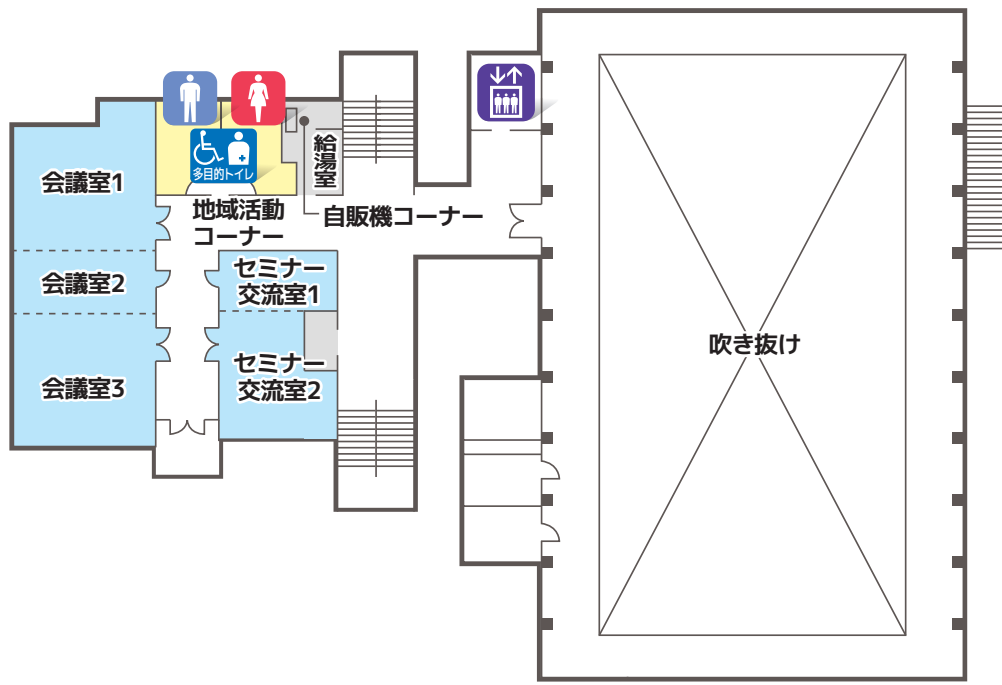 多目的トイレ
給湯室
会議室1
地域活動
コーナー
自販機コーナー
会議室2
セミナー
交流室1
吹き抜け
会議室3
セミナー
交流室2